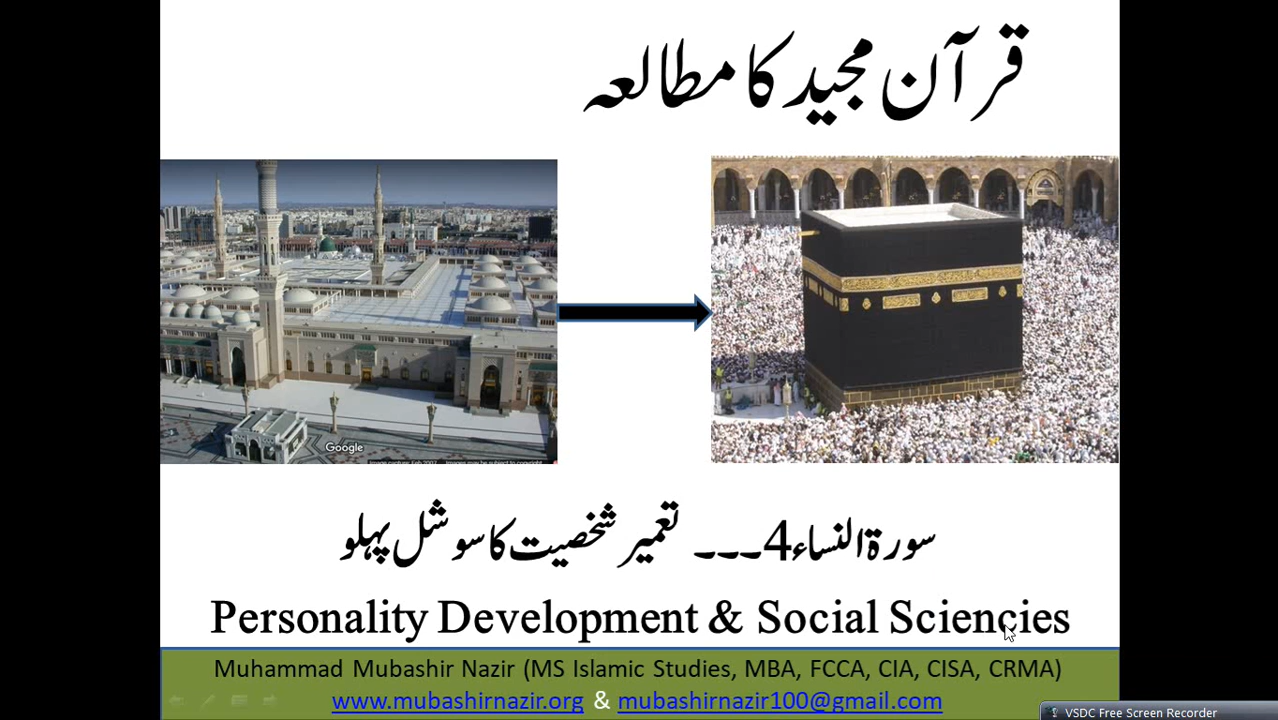 قرآن مجید کا مطالعہ
Google
سورۃ النساء 4۔۔۔ تعمیر شخصیت کا سوشل پہلو
Personality Development & Social Sciencies
Muhammad Mubashir Nazir (MS Islamic Studies, MBA, FCCA, CIA, CISA, CRMA)
www.mubashirnazir.org & mubashirnazir100@gmail.com
VSDC Free Screen Recorder